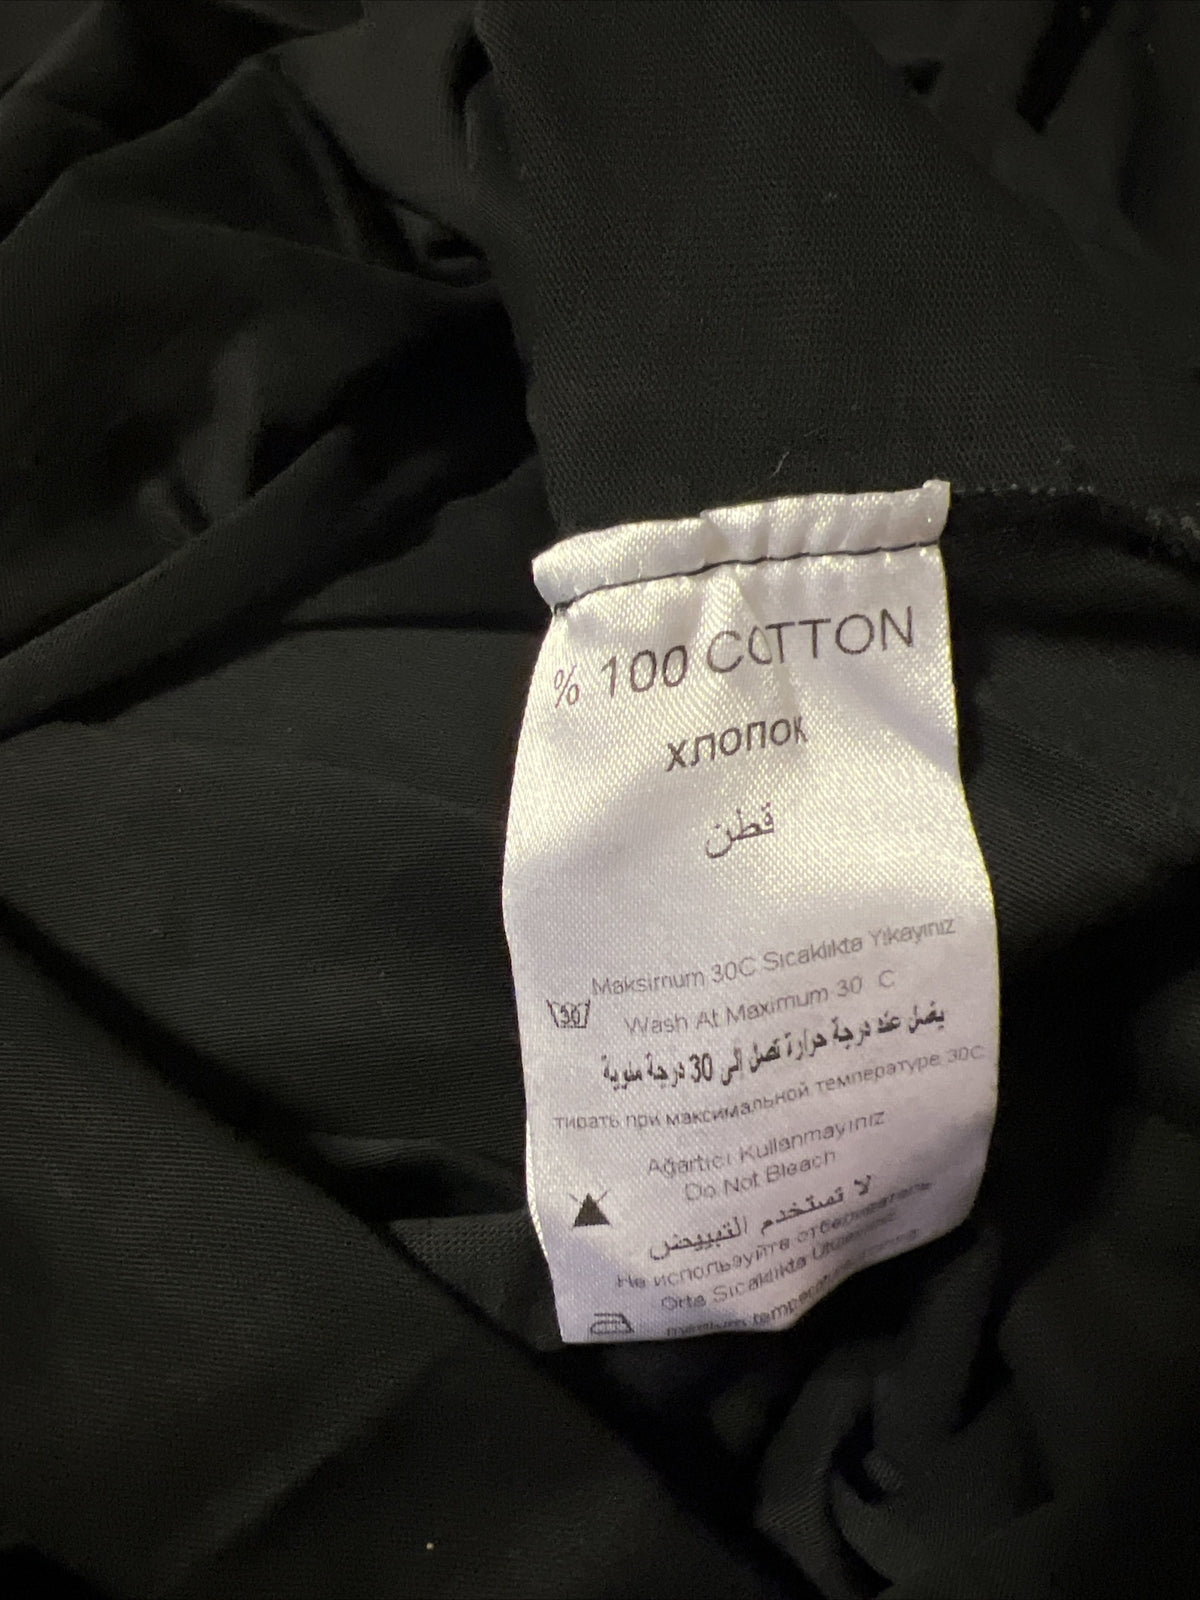 % 100 COTTON
хлопок
قطن
Maksimum 30C Sıcaklıkta Yıkayınız
30
Wash At Maximum 30 C
يغسل عند درجة حرارة تصل إلى 30 درجة مئوية
тирать при максимальной температуре 30C
Ağartıcı Kullanmayınız
Do Not Bleach
لا تستخدم التبييض
Не используйте отбеливатель
Orta Sıcaklıkta